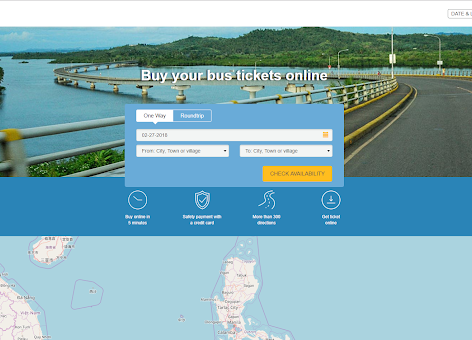 DATE &
Buy your bus tickets online
One Way
Roundtrip
02-27-2018
From: City, Town or village
To: City, Town or village
CHECK AVAILABILITY
Buy online in
5 minutes
Safety payment with
a credit card
More than 300
directions
Get ticket
online